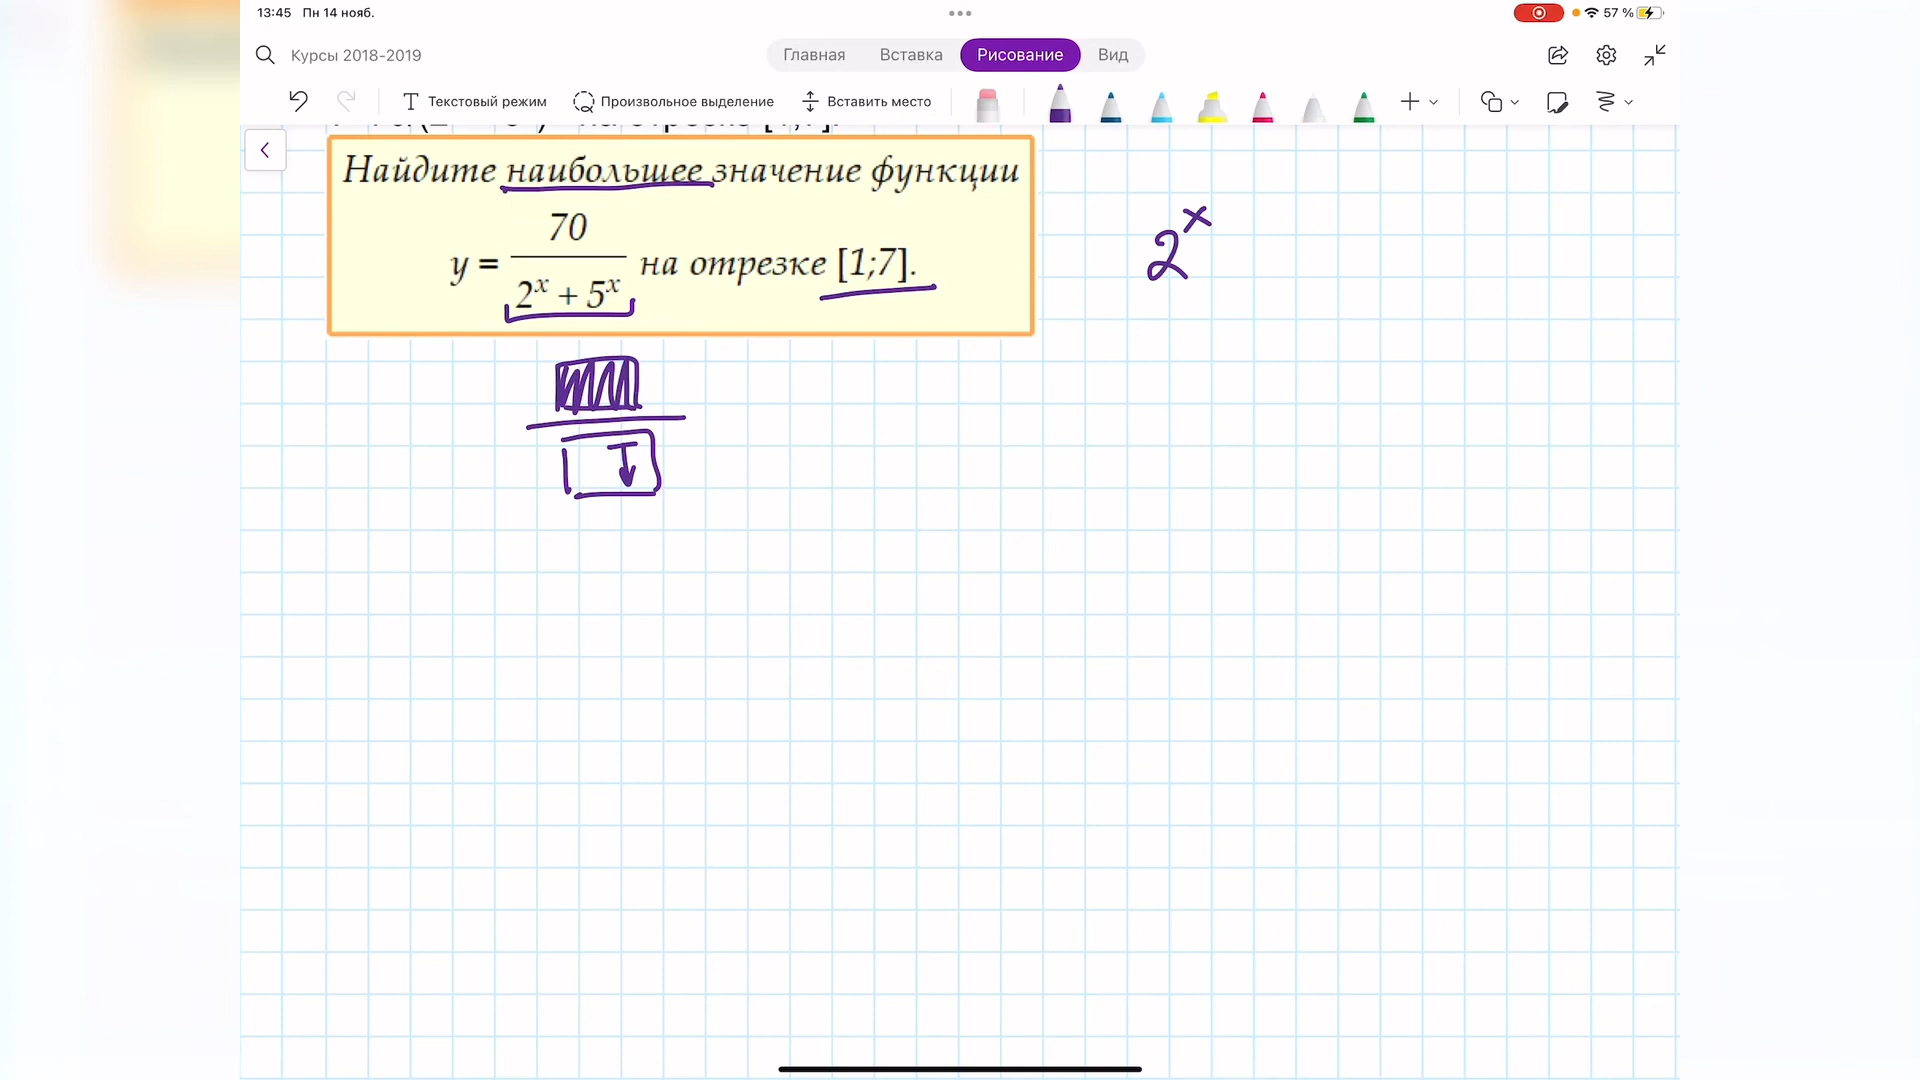 13:45 Пн 14 нояб.
57 %
Курсы 2018-2019
Главная Вставка Рисование Вид
Текстовый режим Произвольное выделение Вставить место
Найдите наибольшее значение функции
y = 70 / (2^x + 5^x) на отрезке [1;7].
2^x